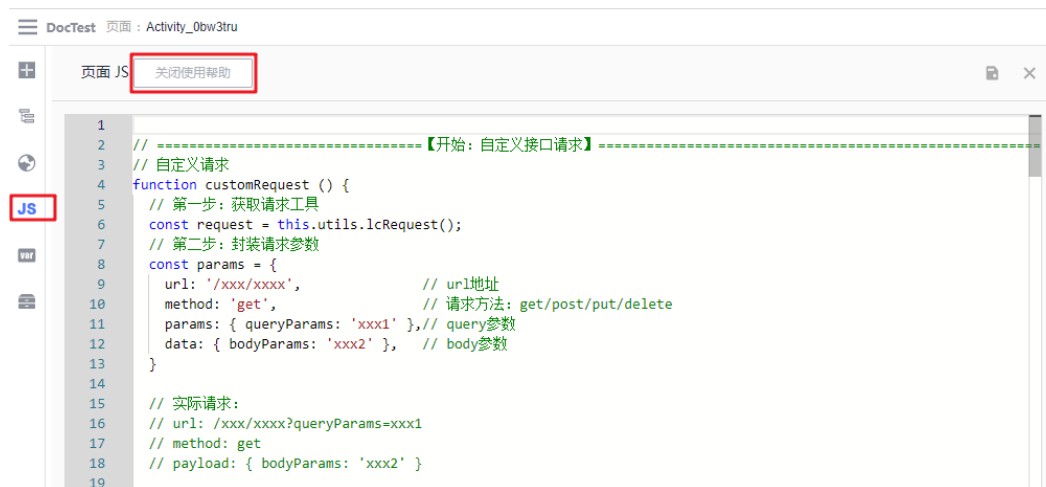 DocTest 页面 : Activity_0bw3tru
页面 JS 关闭使用帮助
JS
var
1
2 // =================================【开始: 自定义接口请求】=======================================================
3 // 自定义请求
4 function customRequest () {
5 // 第一步: 获取请求工具
6 const request = this.utils.lcRequest();
7 // 第二步: 封装请求参数
8 const params = {
9 url: '/xxx/xxxx', // url地址
10 method: 'get', // 请求方法: get/post/put/delete
11 params: { queryParams: 'xxx1' },// query参数
12 data: { bodyParams: 'xxx2' }, // body参数
13 }
14
15 // 实际请求:
16 // url: /xxx/xxxx?queryParams=xxx1
17 // method: get
18 // payload: { bodyParams: 'xxx2' }
19